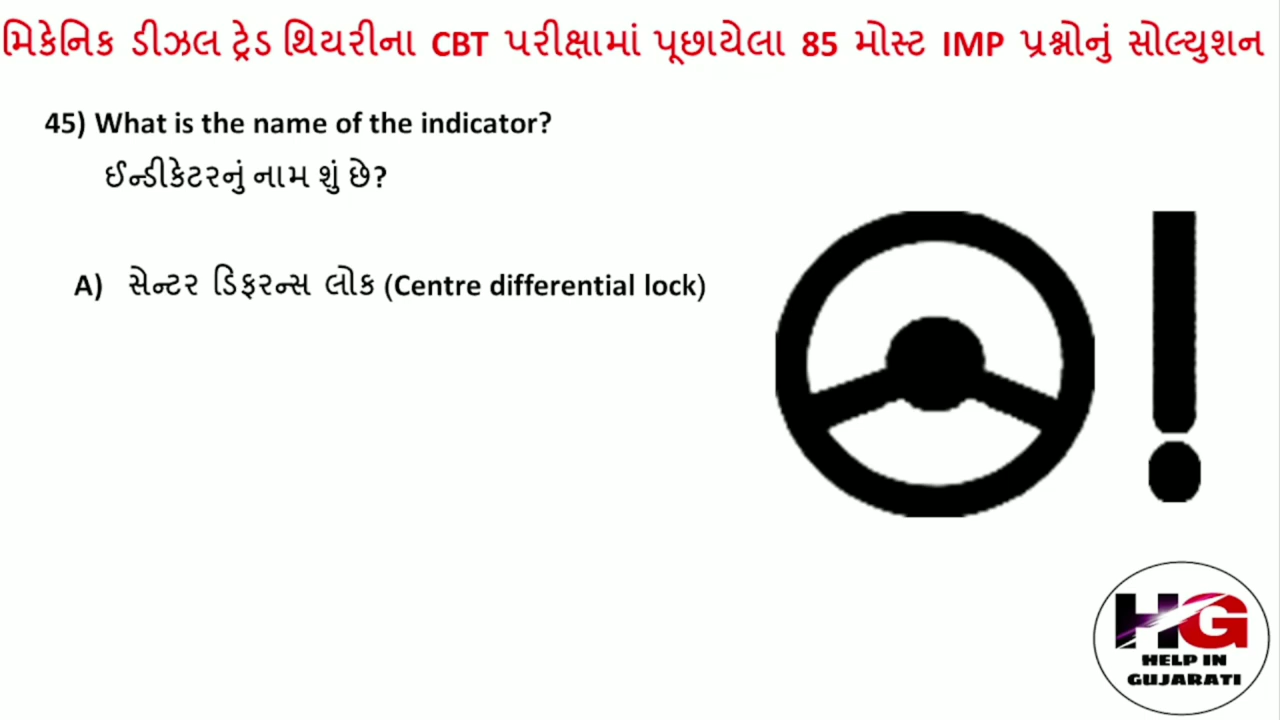 મિકેનિક ડીઝલ ટ્રેડ થિયરીના CBT પરીક્ષામાં પૂછાયેલા 85 મોસ્ટ IMP પ્રશ્નોનું સોલ્યુશન
45) What is the name of the indicator?
ઈન્ડીકેટરનું નામ શું છે?
A) સેન્ટર ડિફરન્સ લોક (Centre differential lock)
HG
HELP IN
GUJARATI